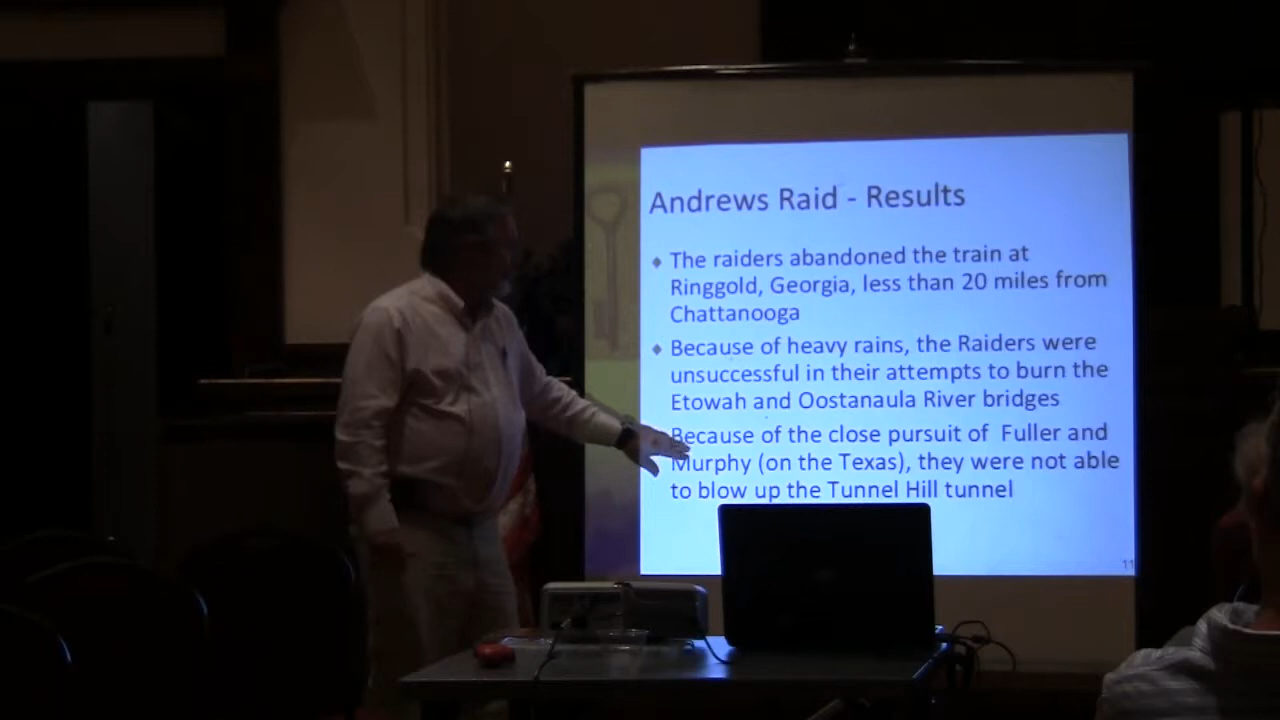 Andrews Raid - Results
♦ The raiders abandoned the train at
Ringgold, Georgia, less than 20 miles from
Chattanooga
♦ Because of heavy rains, the Raiders were
unsuccessful in their attempts to burn the
Etowah and Oostanaula River bridges
Because of the close pursuit of Fuller and
Murphy (on the Texas), they were not able
to blow up the Tunnel Hill tunnel
11